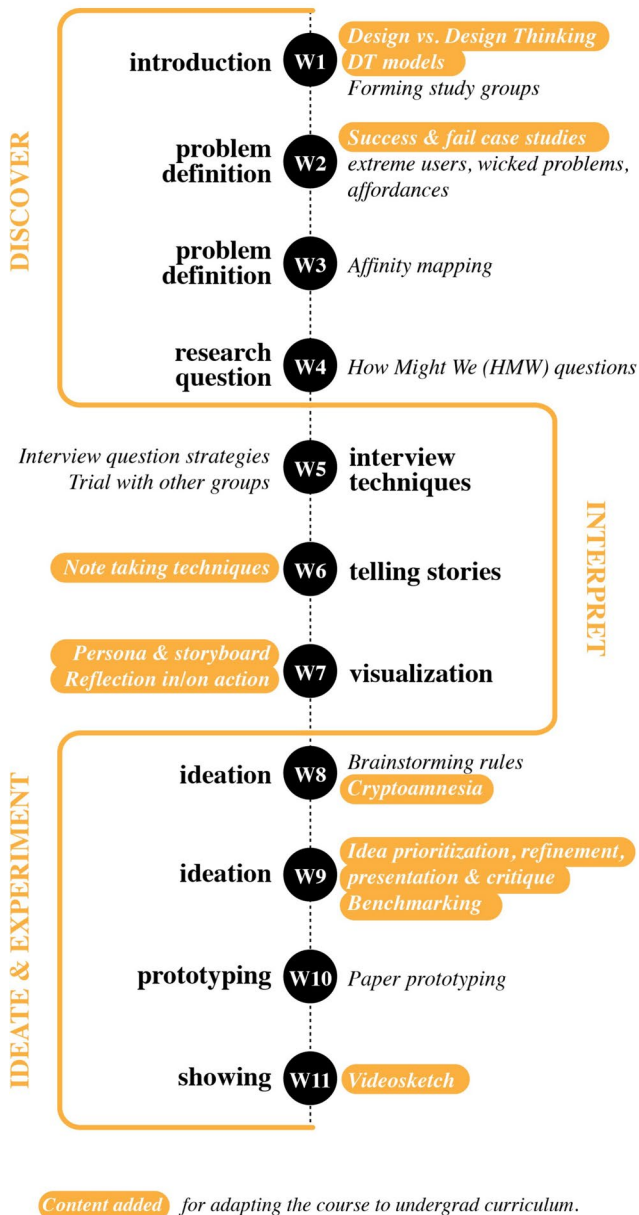 DISCOVER
introduction
W1
Design vs. Design Thinking
DT models
Forming study groups
problem
definition
W2
Success & fail case studies
extreme users, wicked problems,
affordances
problem
definition
W3
Affinity mapping
research
question
W4
How Might We (HMW) questions
INTERPRET
Interview question strategies
Trial with other groups
W5
interview
techniques
Note taking techniques
W6
telling stories
Persona & storyboard
Reflection in/on action
W7
visualization
IDEATE & EXPERIMENT
ideation
W8
Brainstorming rules
Cryptoamnesia
ideation
W9
Idea prioritization, refinement,
presentation & critique
Benchmarking
prototyping
W10
Paper prototyping
showing
W11
Videosketch
Content added for adapting the course to undergrad curriculum.